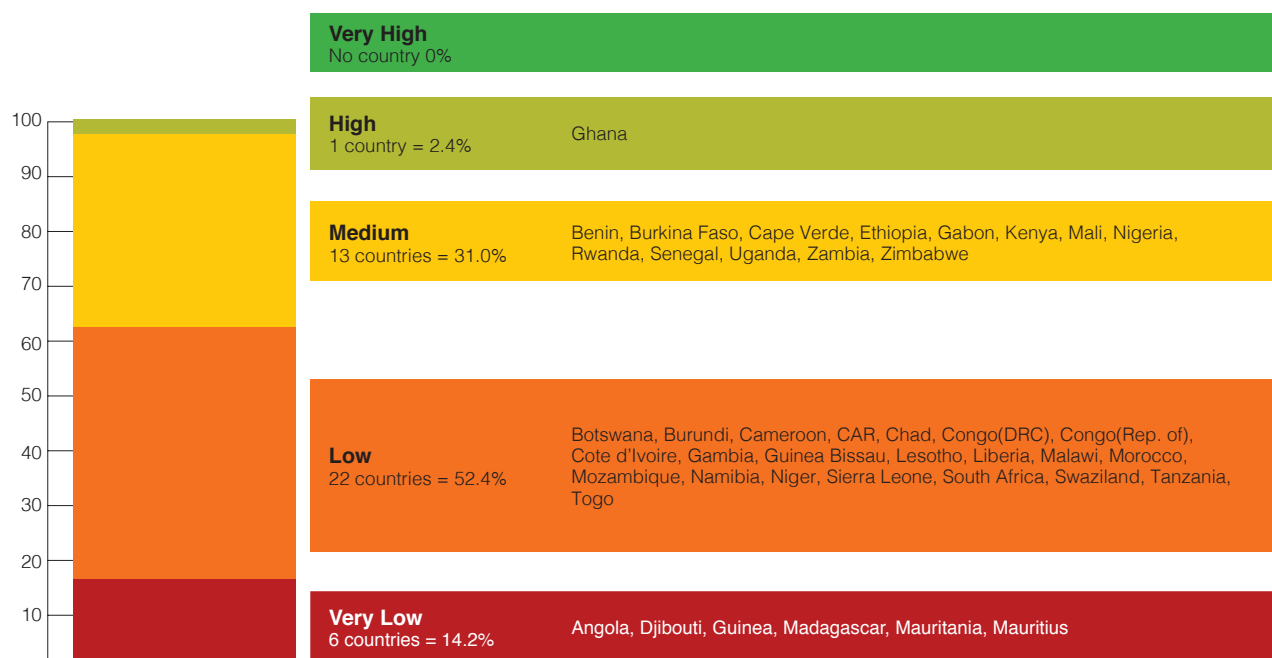 Very High
No country 0%
100
90
80
70
60
50
40
30
20
10
High
1 country = 2.4%
Ghana
Medium
13 countries = 31.0%
Benin, Burkina Faso, Cape Verde, Ethiopia, Gabon, Kenya, Mali, Nigeria,
Rwanda, Senegal, Uganda, Zambia, Zimbabwe
Low
22 countries = 52.4%
Botswana, Burundi, Cameroon, CAR, Chad, Congo(DRC), Congo(Rep. of),
Cote d'Ivoire, Gambia, Guinea Bissau, Lesotho, Liberia, Malawi, Morocco,
Mozambique, Namibia, Niger, Sierra Leone, South Africa, Swaziland, Tanzania,
Togo
Very Low
6 countries = 14.2%
Angola, Djibouti, Guinea, Madagascar, Mauritania, Mauritius